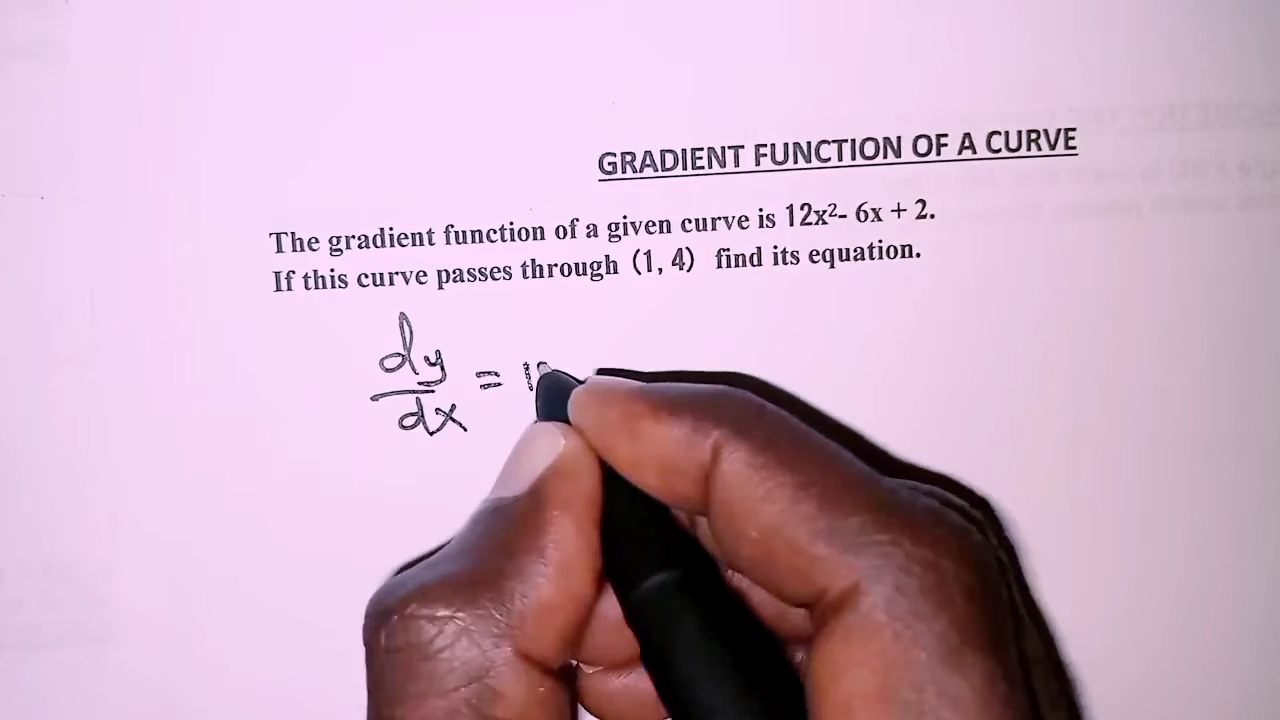 GRADIENT FUNCTION OF A CURVE
The gradient function of a given curve is 12x²- 6x + 2.
If this curve passes through (1, 4) find its equation.
dy
dx = 1